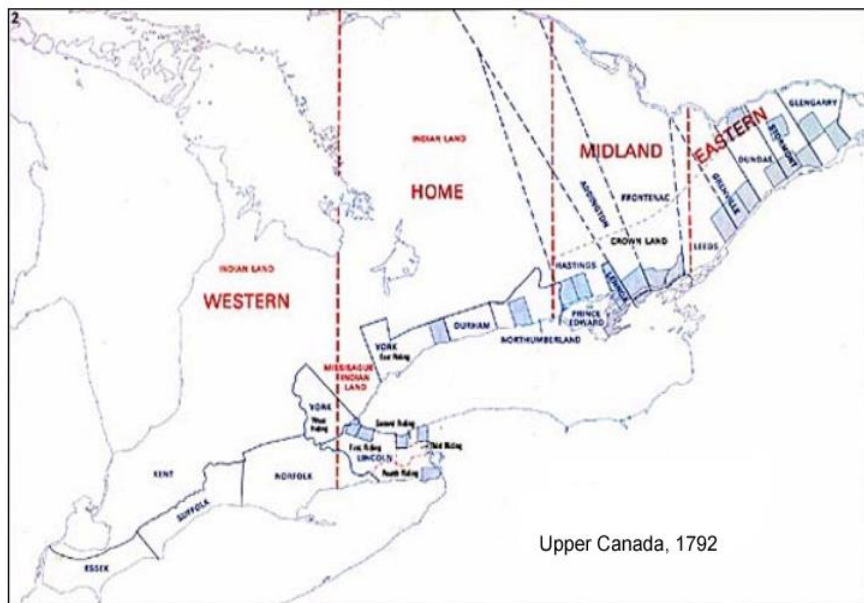 2
INDIAN LAND
HOME
MIDLAND
EASTERN
GLENGARRY
STORMONT
DUNDAS
GRENVILLE
LEEDS
FRONTENAC
ADDINGTON
CROWN LAND
HASTINGS
LENNOX
PRINCE
EDWARD
INDIAN LAND
WESTERN
YORK
East Riding
DURHAM
NORTHUMBERLAND
MISSISAGUE
INDIAN
LAND
YORK
West
Riding
Second Riding
First Riding
Third Riding
LINCOLN
Fourth Riding
KENT
NORFOLK
SUFFOLK
ESSEX
Upper Canada, 1792